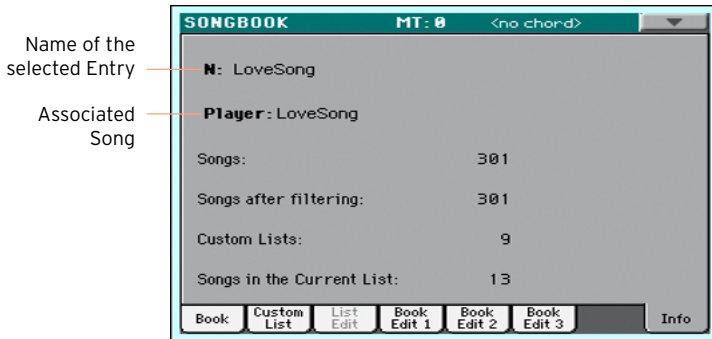 SONGBOOK MT: 0 <no chord>
Name of the
selected Entry
N: LoveSong
Associated
Song
Player: LoveSong
Songs: 301
Songs after filtering: 301
Custom Lists: 9
Songs in the Current List: 13
Book Custom List List Edit Book Edit 1 Book Edit 2 Book Edit 3 Info